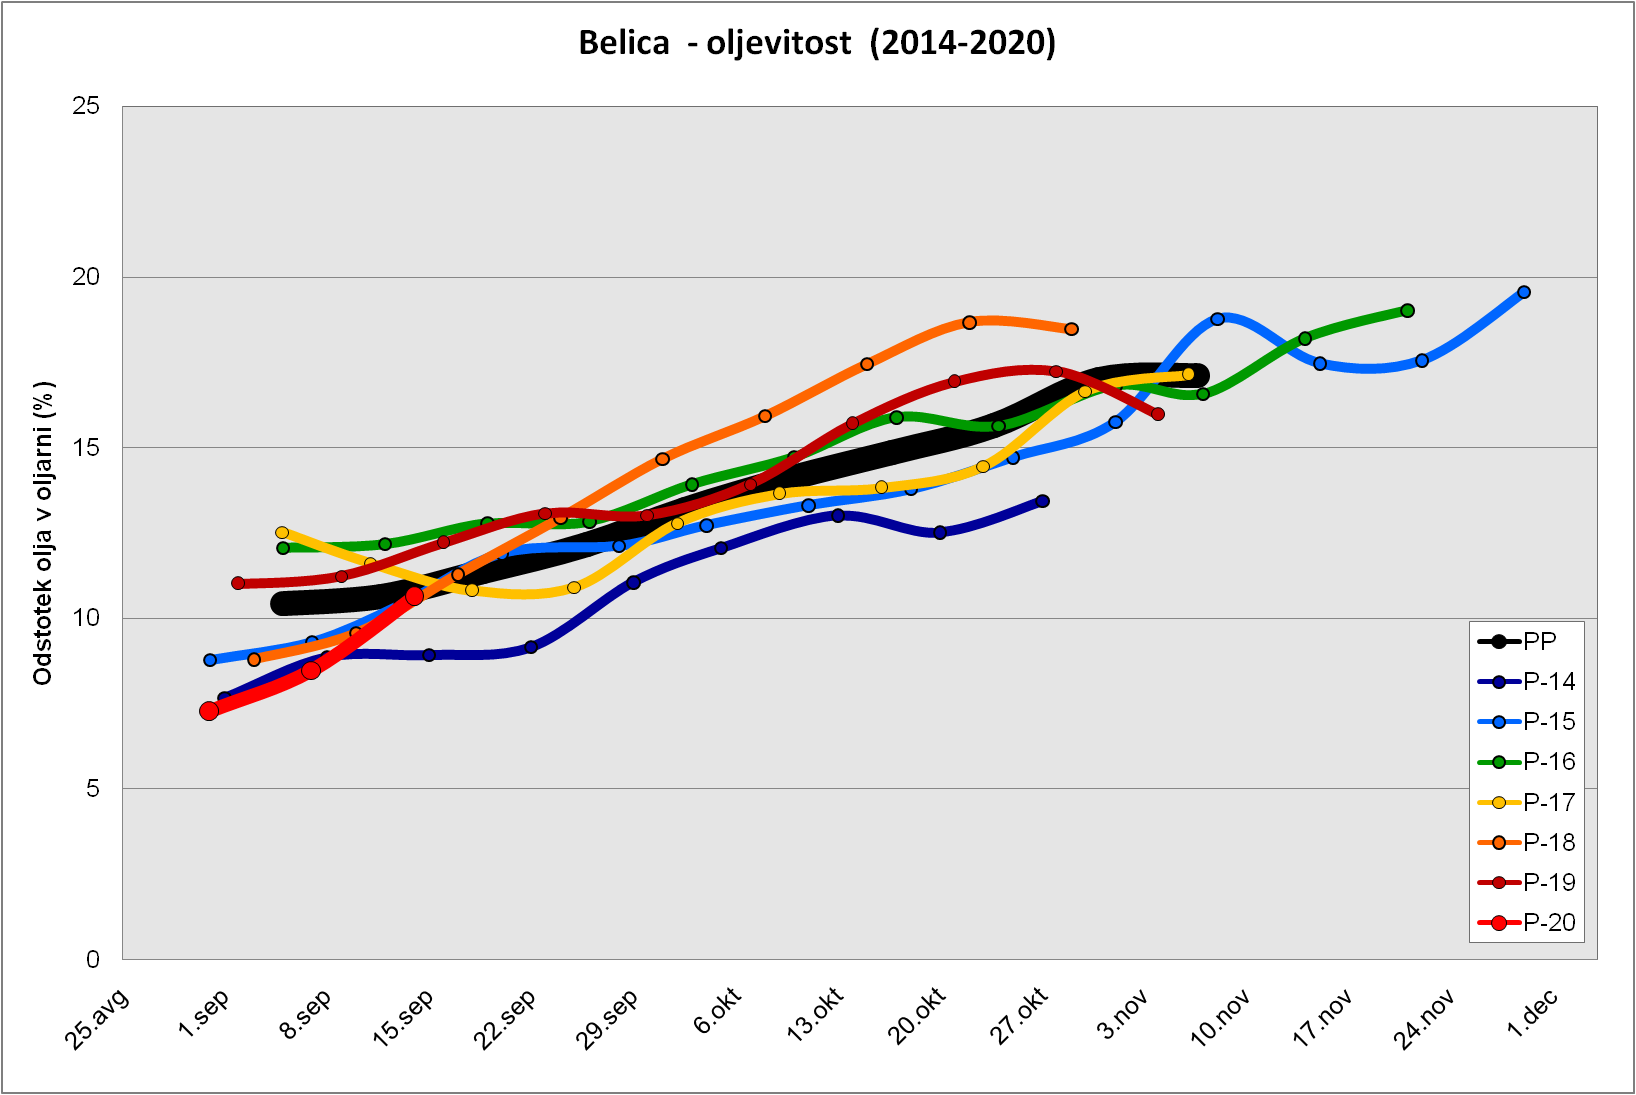 Belica - oljevitost (2014-2020)
Odstotek olja v oljarni (%)
25
20
15
10
5
0
25.avg
1.sep
8.sep
15.sep
22.sep
29.sep
6.okt
13.okt
20.okt
27.okt
3.nov
10.nov
17.nov
24.nov
1.dec
PP
P-14
P-15
P-16
P-17
P-18
P-19
P-20